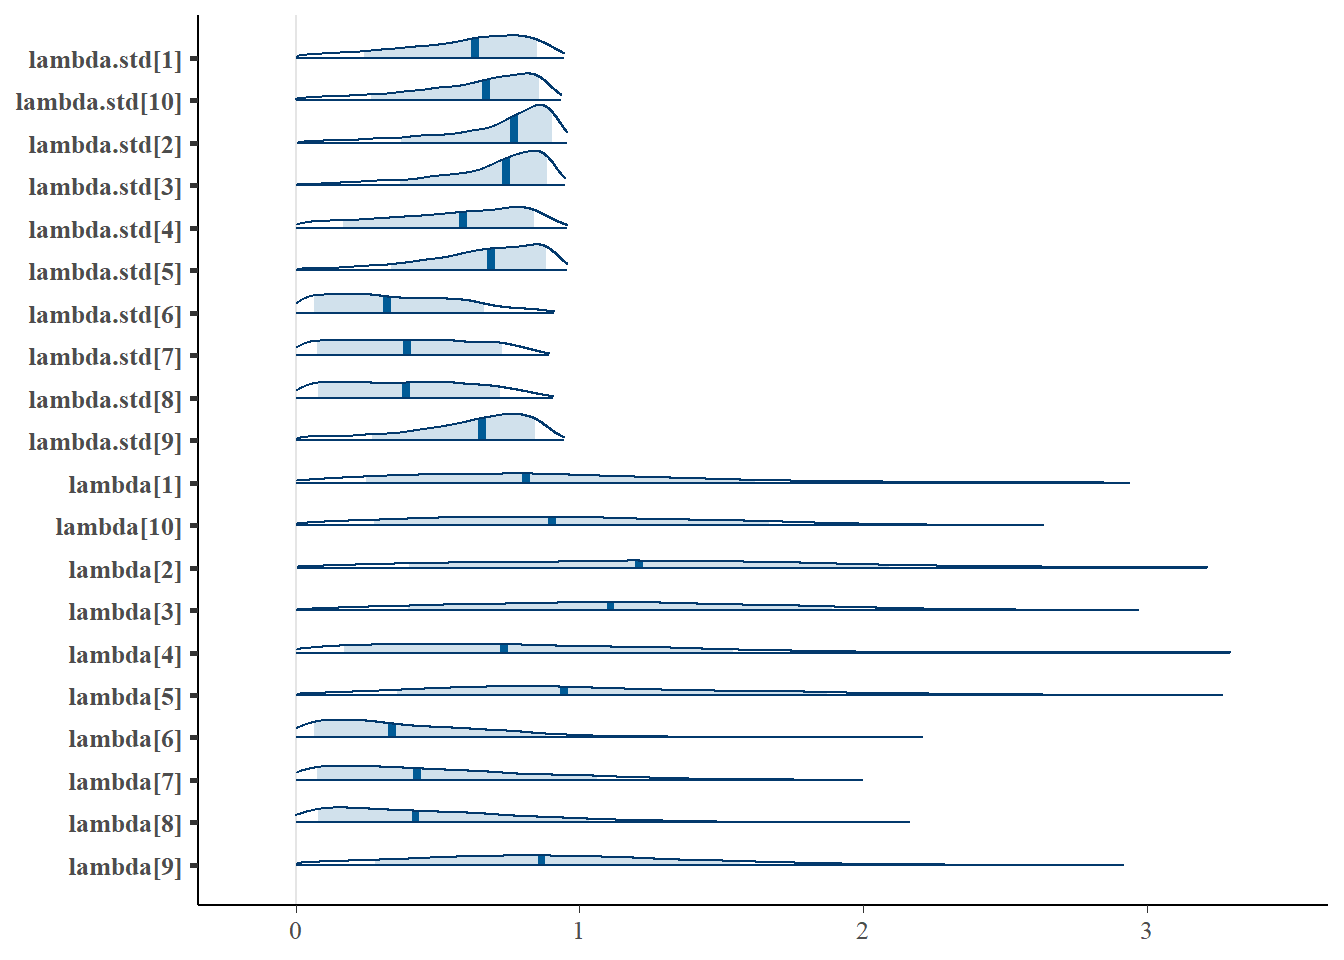 lambda.std[1]
lambda.std[10]
lambda.std[2]
lambda.std[3]
lambda.std[4]
lambda.std[5]
lambda.std[6]
lambda.std[7]
lambda.std[8]
lambda.std[9]
lambda[1]
lambda[10]
lambda[2]
lambda[3]
lambda[4]
lambda[5]
lambda[6]
lambda[7]
lambda[8]
lambda[9]
0 1 2 3